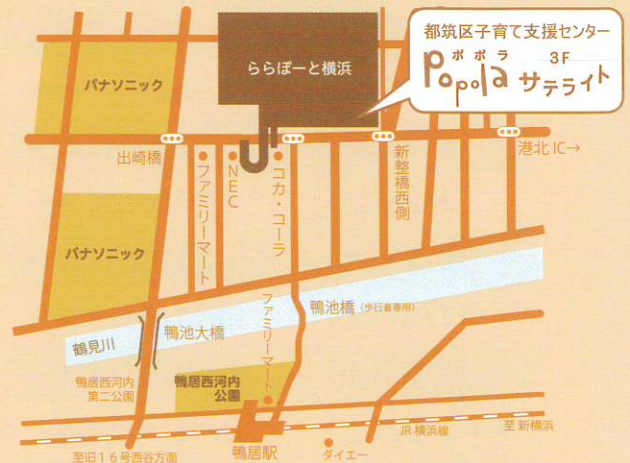 都筑区子育て支援センター
ポポラ
Popola サテライト
3F
ららぽーと横浜
パナソニック
出崎橋
ファミリーマート
NEC
コカ・コーラ
新整橋西側
港北IC→
パナソニック
鴨池橋(歩行者専用)
鴨池大橋
鶴見川
ファミリーマート
鴨居西河内
第二公園
鴨居西河内
公園
JR横浜線
至新横浜
至旧16号西谷方面
鴨居駅
ダイエー